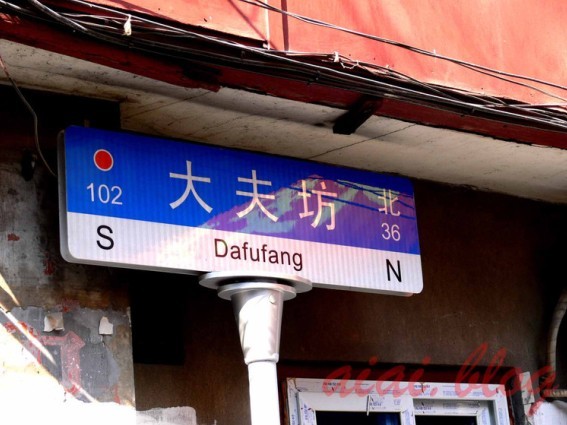 大夫坊 北
102 36
S Dafufang N
aiai.blog